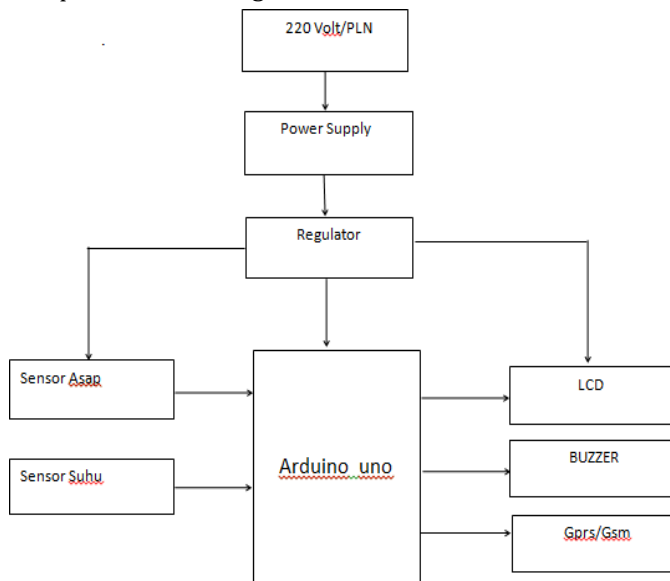 220 Volt/PLN
Power Supply
Regulator
Sensor Asap
LCD
Arduino uno
BUZZER
Sensor Suhu
Gprs/Gsm